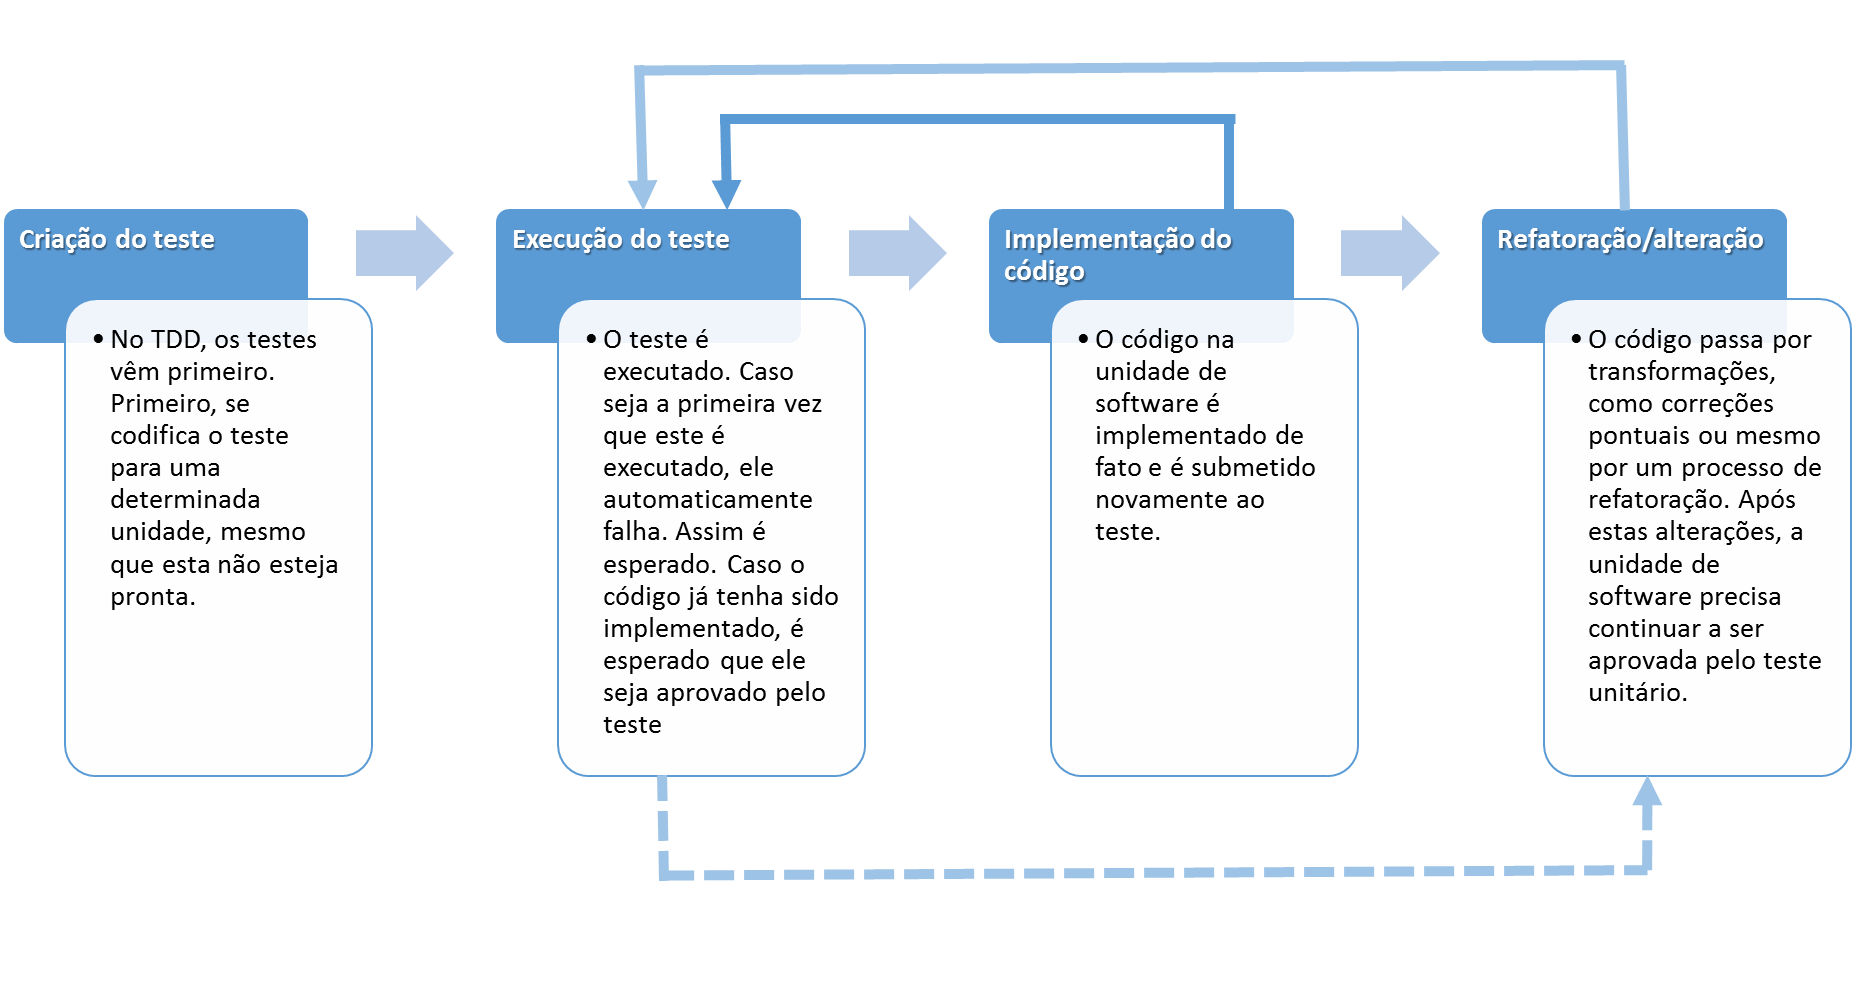 Criação do teste
• No TDD, os testes
vêm primeiro.
Primeiro, se
codifica o teste
para uma
determinada
unidade, mesmo
que esta não esteja
pronta.
Execução do teste
• O teste é
executado. Caso
seja a primeira vez
que este é
executado, ele
automaticamente
falha. Assim é
esperado. Caso o
código já tenha sido
implementado, é
esperado que ele
seja aprovado pelo
teste
Implementação do
código
• O código na
unidade de
software é
implementado de
fato e é submetido
novamente ao
teste.
Refatoração/alteração
• O código passa por
transformações,
como correções
pontuais ou mesmo
por um processo de
refatoração. Após
estas alterações, a
unidade de
software precisa
continuar a ser
aprovada pelo teste
unitário.